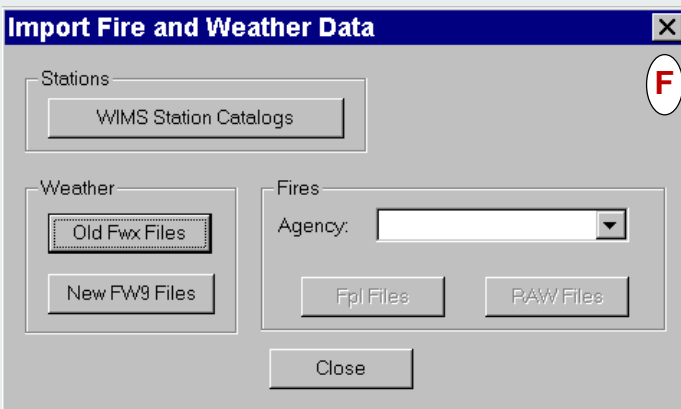 Import Fire and Weather Data
F
Stations
WIMS Station Catalogs
Weather
Old Fwx Files
New FW9 Files
Fires
Agency:
Fpl Files
RAW Files
Close